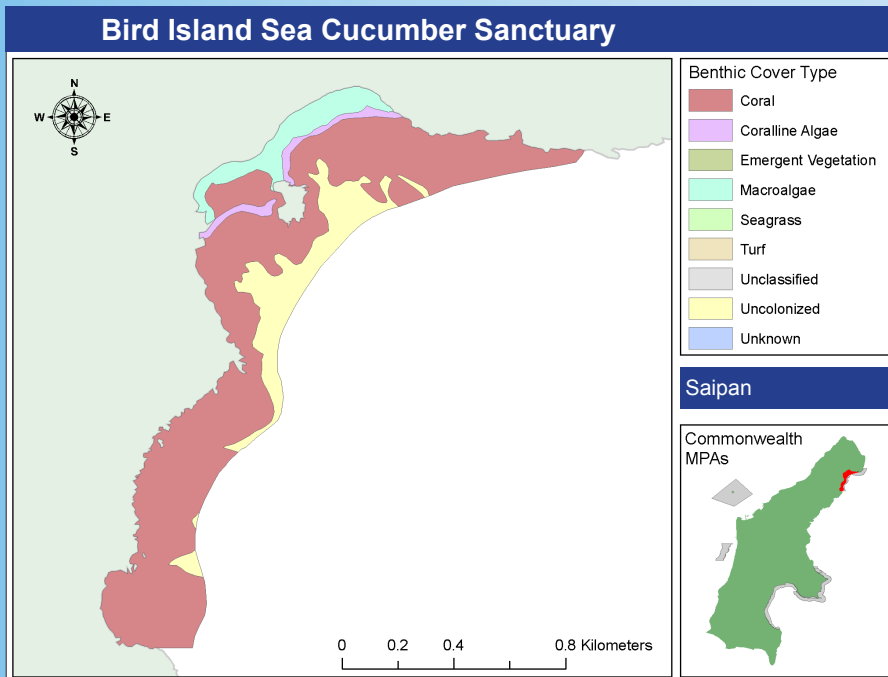 Bird Island Sea Cucumber Sanctuary
N
W E
S
0 0.2 0.4 0.8 Kilometers
Benthic Cover Type
Coral
Coralline Algae
Emergent Vegetation
Macroalgae
Seagrass
Turf
Unclassified
Uncolonized
Unknown
Saipan
Commonwealth
MPAs